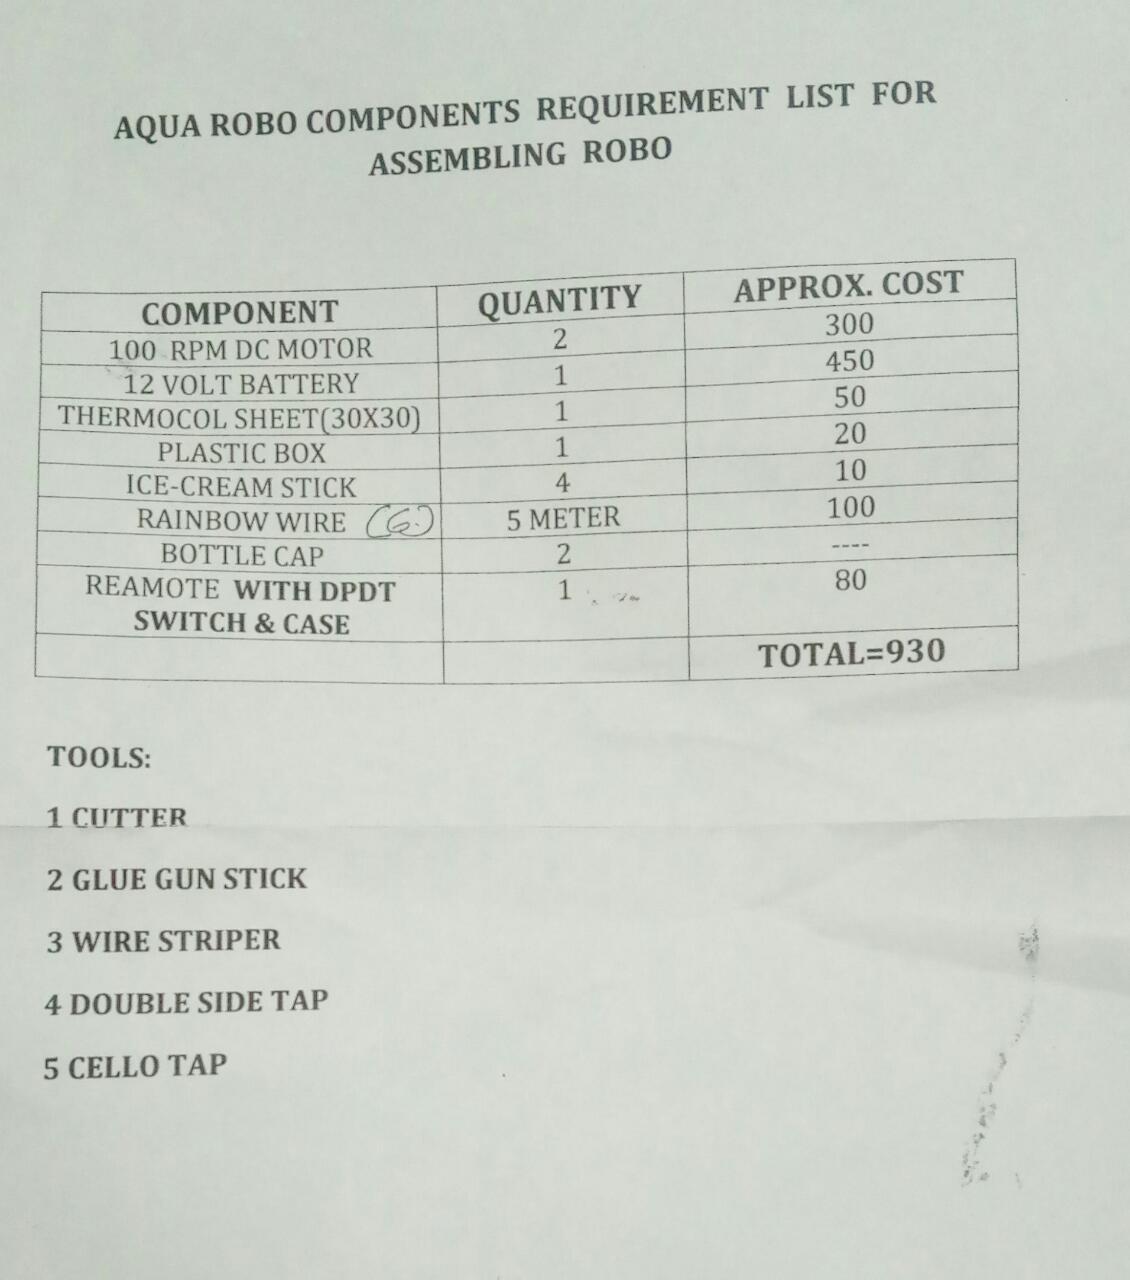 AQUA ROBO COMPONENTS REQUIREMENT LIST FOR
ASSEMBLING ROBO
COMPONENT QUANTITY APPROX. COST
100 RPM DC MOTOR 2 300
12 VOLT BATTERY 1 450
THERMOCOL SHEET(30X30) 1 50
PLASTIC BOX 1 20
ICE-CREAM STICK 4 10
RAINBOW WIRE 5 METER 100
BOTTLE CAP 2 ----
REAMOTE WITH DPDT 1 80
SWITCH & CASE
TOTAL=930
TOOLS:
1 CUTTER
2 GLUE GUN STICK
3 WIRE STRIPER
4 DOUBLE SIDE TAP
5 CELLO TAP